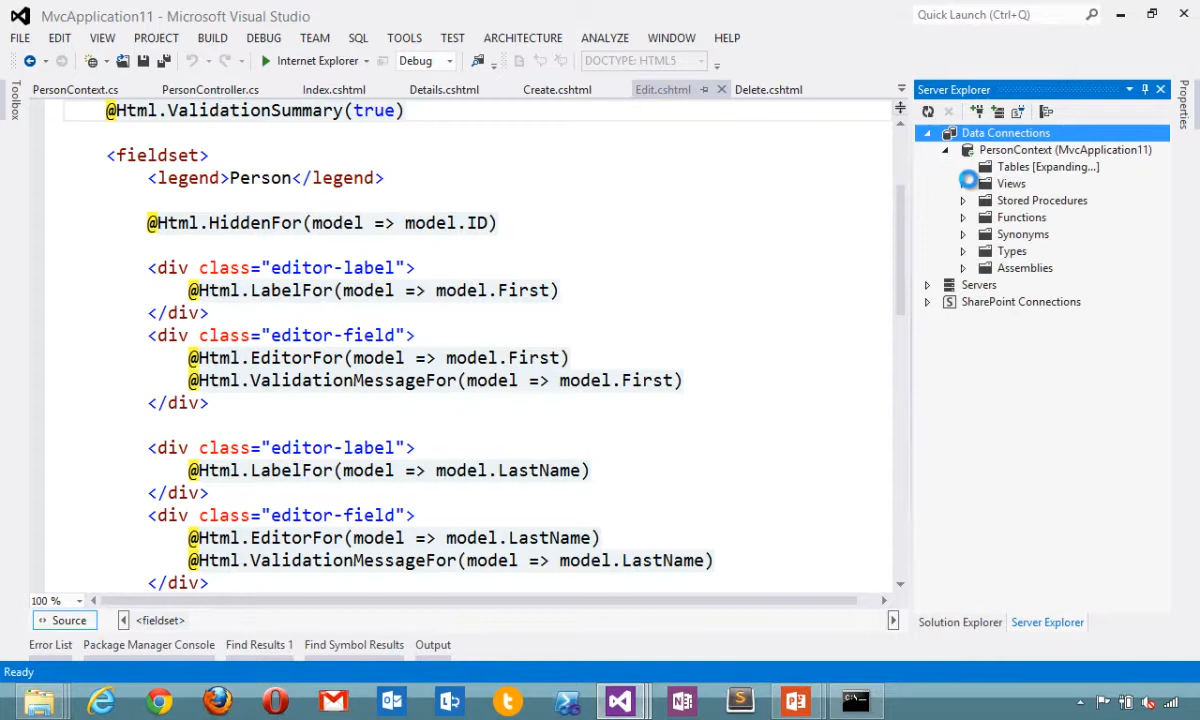 MvcApplication11 - Microsoft Visual Studio
Quick Launch (Ctrl+Q)
FILE EDIT VIEW PROJECT BUILD DEBUG TEAM SQL TOOLS TEST ARCHITECTURE ANALYZE WINDOW HELP
Internet Explorer Debug DOCTYPE: HTML5
Toolbox
PersonContext.cs PersonController.cs Index.cshtml Details.cshtml Create.cshtml Edit.cshtml Delete.cshtml
@Html.ValidationSummary(true)
<fieldset>
<legend>Person</legend>
@Html.HiddenFor(model => model.ID)
<div class="editor-label">
@Html.LabelFor(model => model.First)
</div>
<div class="editor-field">
@Html.EditorFor(model => model.First)
@Html.ValidationMessageFor(model => model.First)
</div>
<div class="editor-label">
@Html.LabelFor(model => model.LastName)
</div>
<div class="editor-field">
@Html.EditorFor(model => model.LastName)
@Html.ValidationMessageFor(model => model.LastName)
</div>
100 %
Source <fieldset>
Server Explorer
Data Connections
PersonContext (MvcApplication11)
Tables [Expanding...]
Views
Stored Procedures
Functions
Synonyms
Types
Assemblies
Servers
SharePoint Connections
Solution Explorer Server Explorer
Properties
Error List Package Manager Console Find Results 1 Find Symbol Results Output
Ready